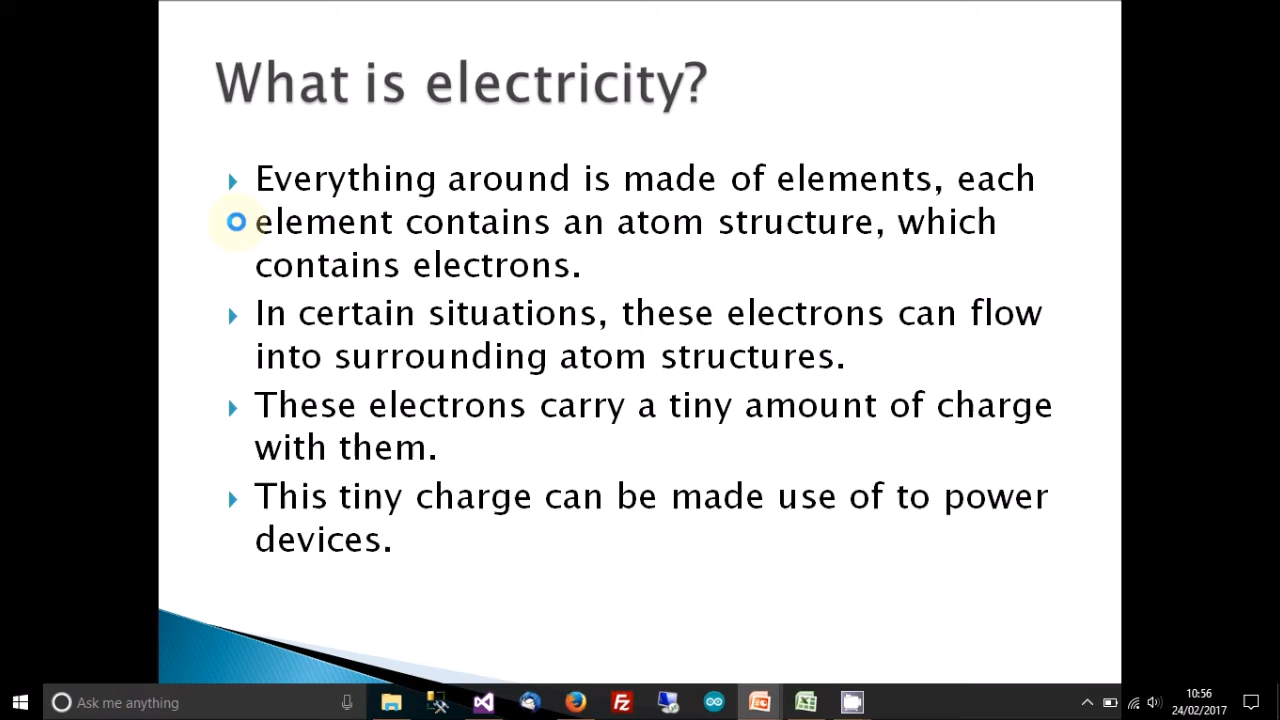 What is electricity?
Everything around is made of elements, each
element contains an atom structure, which
contains electrons.
In certain situations, these electrons can flow
into surrounding atom structures.
These electrons carry a tiny amount of charge
with them.
This tiny charge can be made use of to power
devices.
Ask me anything
10:56
24/02/2017